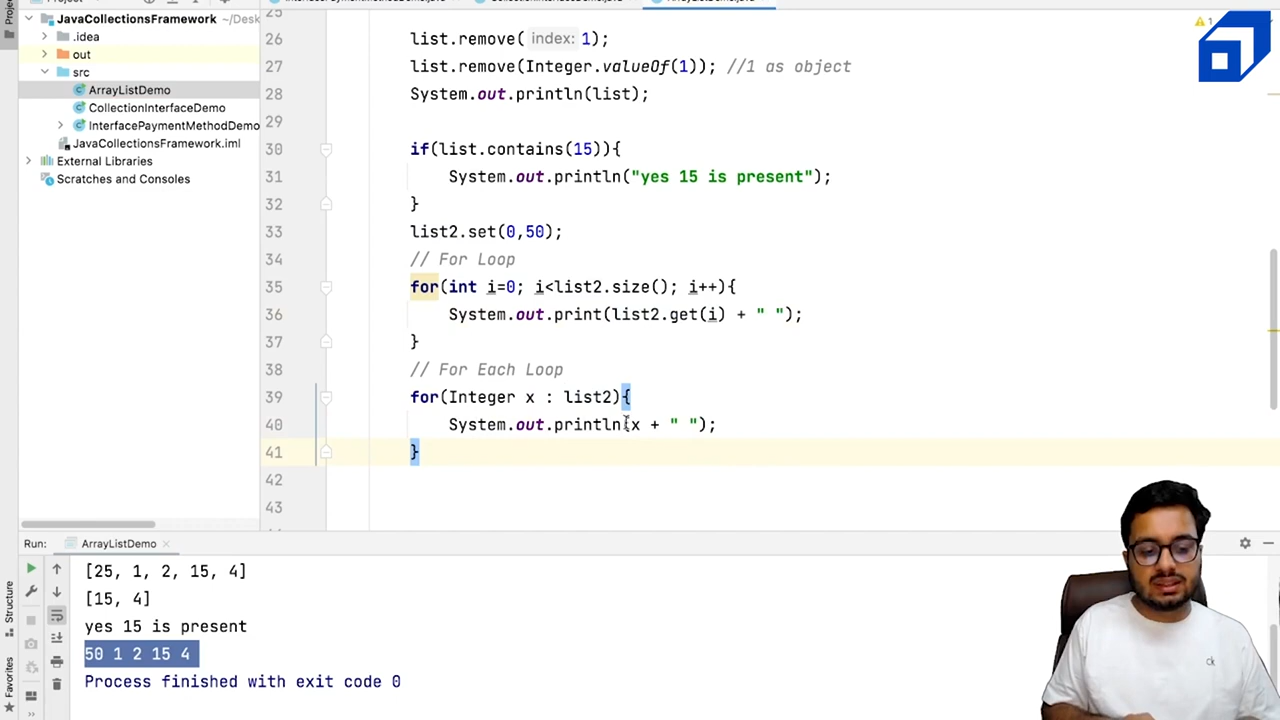 JavaCollectionsFramework ~/Desk
.idea
out
src
ArrayListDemo
CollectionInterfaceDemo
InterfacePaymentMethodDemo
JavaCollectionsFramework.iml
External Libraries
Scratches and Consoles
26 list.remove( index: 1);
27 list.remove(Integer.valueOf(1)); //1 as object
28 System.out.println(list);
29
30 if(list.contains(15)){
31 System.out.println("yes 15 is present");
32 }
33 list2.set(0,50);
34 // For Loop
35 for(int i=0; i<list2.size(); i++){
36 System.out.print(list2.get(i) + " ");
37 }
38 // For Each Loop
39 for(Integer x : list2){
40 System.out.println(x + " ");
41 }
42
43
Run: ArrayListDemo
[25, 1, 2, 15, 4]
[15, 4]
yes 15 is present
50 1 2 15 4
Process finished with exit code 0
Structure
Favorites